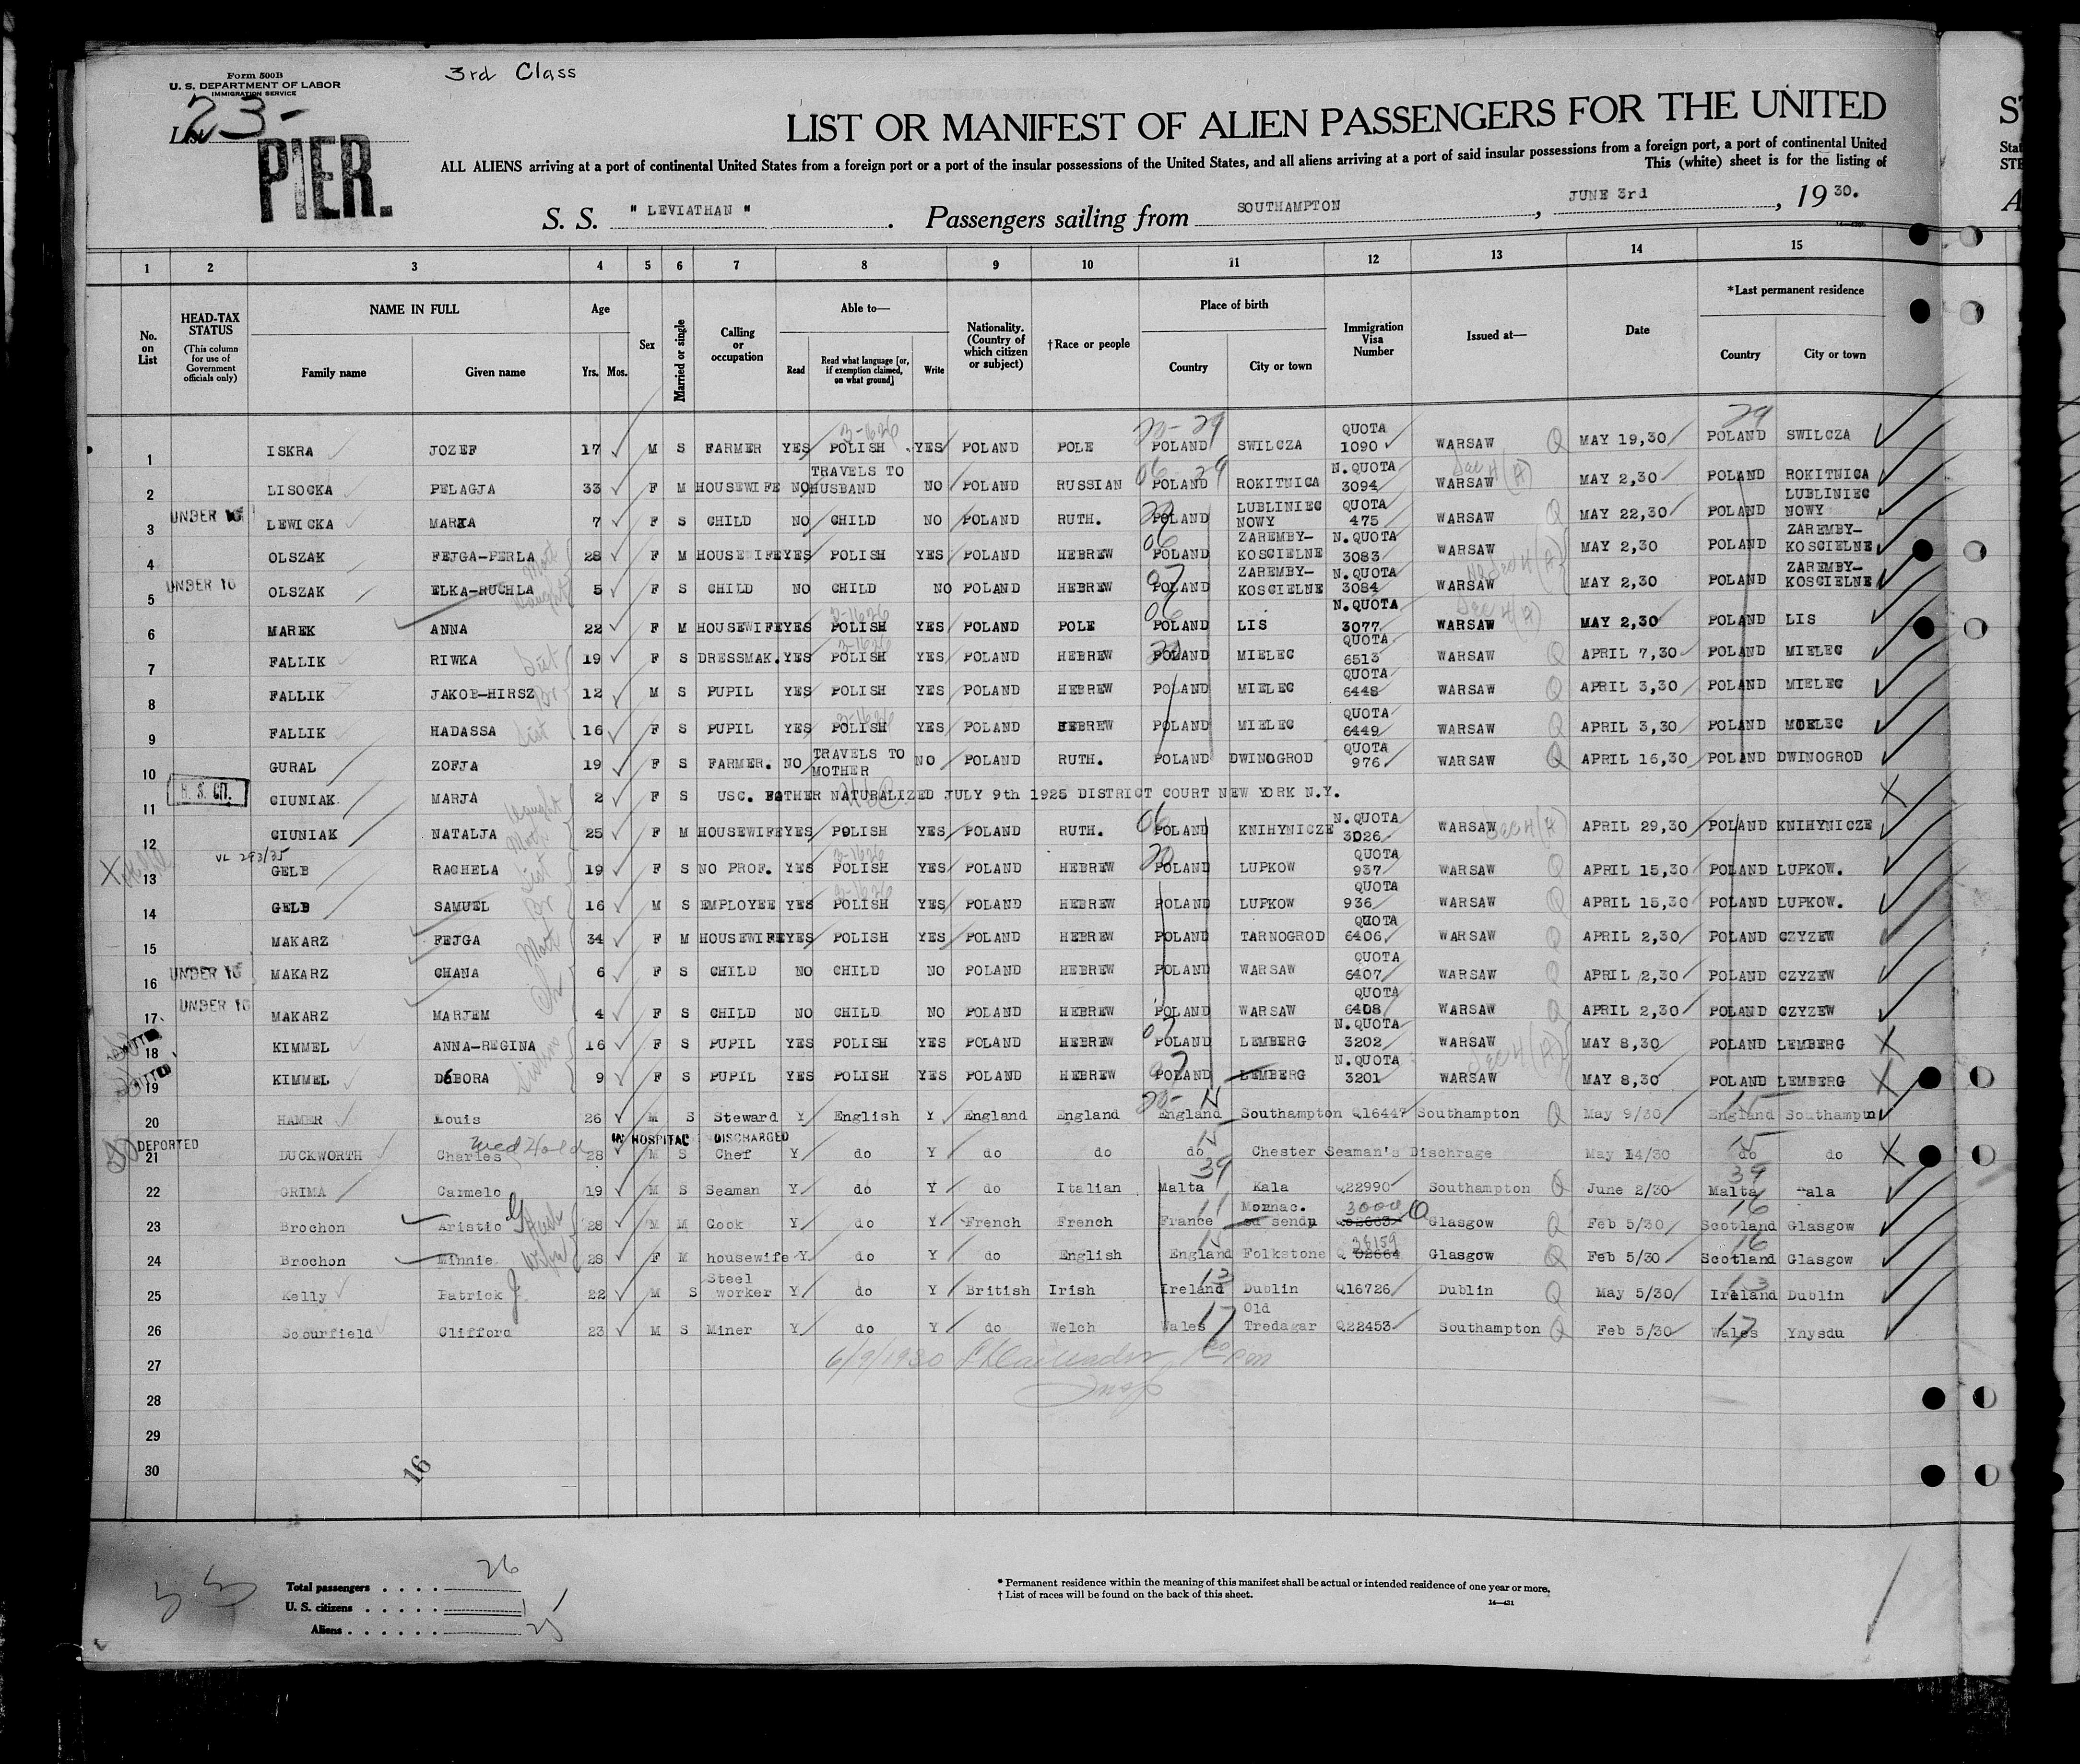 Form 500B
U. S. DEPARTMENT OF LABOR
IMMIGRATION SERVICE
3rd Class
List 23-
PIER.
LIST OR MANIFEST OF ALIEN PASSENGERS FOR THE UNITED
ALL ALIENS arriving at a port of continental United States from a foreign port or a port of the insular possessions of the United States, and all aliens arriving at a port of said insular possessions from a foreign port, a port of continental United
This (white) sheet is for the listing of
S. S. " LEVIATHAN " . Passengers sailing from SOUTHAMPTON , JUNE 3rd , 19 30.
1 2 3 4 5 6 7 8 9 10 11 12 13 14 15
No. on List
HEAD-TAX STATUS (This column for use of Government officials only)
NAME IN FULL Family name Given name
Age Yrs. Mos.
Sex
Married or single
Calling or occupation
Able to— Read Read what language [or, if exemption claimed, on what ground] Write
Nationality. (Country of which citizen or subject)
†Race or people
Place of birth Country City or town
Immigration Visa Number
Issued at—
Date
*Last permanent residence Country City or town
1 ISKRA JOZEF 17 M S FARMER YES POLISH YES POLAND POLE POLAND SWILCZA QUOTA 1090 WARSAW Q MAY 19,30 POLAND SWILCZA
2 LISOCKA PELAGJA 33 F M HOUSEWIFE NO TRAVELS TO HUSBAND NO POLAND RUSSIAN POLAND ROKITNICA N.QUOTA 3094 WARSAW MAY 2,30 POLAND ROKITNICA
3 UNDER 16 LEWICKA MARIA 7 F S CHILD NO CHILD NO POLAND RUTH. POLAND LUBLINIEC NOWY QUOTA 475 WARSAW Q MAY 22,30 POLAND LUBLINIEC NOWY
4 OLSZAK FEJGA-PERLA 28 F M HOUSEWIFE YES POLISH YES POLAND HEBREW POLAND ZAREMBY-KOSCIELNE N.QUOTA 3083 WARSAW MAY 2,30 POLAND ZAREMBY-KOSCIELNE
5 UNDER 16 OLSZAK ELKA-RUCHLA 5 F S CHILD NO CHILD NO POLAND HEBREW POLAND ZAREMBY-KOSCIELNE N.QUOTA 3084 WARSAW MAY 2,30 POLAND ZAREMBY-KOSCIELNE
6 MAREK ANNA 22 F M HOUSEWIFE YES POLISH YES POLAND POLE POLAND LIS N.QUOTA 3077 WARSAW MAY 2,30 POLAND LIS
7 FALLIK RIWKA 19 F S DRESSMAK. YES POLISH YES POLAND HEBREW POLAND MIELEC QUOTA 6513 WARSAW Q APRIL 7,30 POLAND MIELEC
8 FALLIK JAKOB-HIRSZ 12 M S PUPIL YES POLISH YES POLAND HEBREW POLAND MIELEC QUOTA 6448 WARSAW Q APRIL 3,30 POLAND MIELEC
9 FALLIK HADASSA 16 F S PUPIL YES POLISH YES POLAND HEBREW POLAND MIELEC QUOTA 6449 WARSAW Q APRIL 3,30 POLAND MIELEC
10 GURAL ZOFJA 19 F S FARMER. NO TRAVELS TO MOTHER NO POLAND RUTH. POLAND DWINOGROD QUOTA 976 WARSAW Q APRIL 16,30 POLAND DWINOGROD
11 U. S. CIT. CIUNIAK MARJA 2 F S USC. FATHER NATURALIZED JULY 9th 1925 DISTRICT COURT NEW YORK N.Y.
12 CIUNIAK NATALJA 25 F M HOUSEWIFE YES POLISH YES POLAND RUTH. POLAND KNIHYNICZE N.QUOTA 3026 WARSAW APRIL 29,30 POLAND KNIHYNICZE
VL 293/35
13 GELB RACHELA 19 F S NO PROF. YES POLISH YES POLAND HEBREW POLAND LUPKOW QUOTA 937 WARSAW Q APRIL 15,30 POLAND LUPKOW.
14 GELB SAMUEL 16 M S EMPLOYEE YES POLISH YES POLAND HEBREW POLAND LUPKOW QUOTA 936 WARSAW Q APRIL 15,30 POLAND LUPKOW.
15 MAKARZ FEJGA 34 F M HOUSEWIFE YES POLISH YES POLAND HEBREW POLAND TARNOGROD QUOTA 6406 WARSAW Q APRIL 2,30 POLAND CZYZEW
16 UNDER 16 MAKARZ CHANA 6 F S CHILD NO CHILD NO POLAND HEBREW POLAND WARSAW QUOTA 6407 WARSAW Q APRIL 2,30 POLAND CZYZEW
17 UNDER 16 MAKARZ MARJEM 4 F S CHILD NO CHILD NO POLAND HEBREW POLAND WARSAW QUOTA 6408 WARSAW Q APRIL 2,30 POLAND CZYZEW
18 KIMMEL ANNA-REGINA 16 F S PUPIL YES POLISH YES POLAND HEBREW POLAND LEMBERG N.QUOTA 3202 WARSAW MAY 8,30 POLAND LEMBERG
19 KIMMEL DEBORA 9 F S PUPIL YES POLISH YES POLAND HEBREW POLAND LEMBERG N.QUOTA 3201 WARSAW MAY 8,30 POLAND LEMBERG
20 HAMER Louis 26 M S Steward Y English Y England England England Southampton Q16447 Southampton Q May 9/30 England Southamptn
DEPORTED IN HOSPITAL DISCHARGED
21 DUCKWORTH Charles 28 M S Chef Y do Y do do do Chester Seaman's Dischrage May 14/30 do do
22 GRIMA Carmelo 19 M S Seaman Y do Y do Italian Malta Kala Q22990 Southampton Q June 2/30 Malta Kala
23 Brochon Aristic 28 M M Cook Y do Y French French France Mornac. su sendu 3000 Glasgow Q Feb 5/30 Scotland Glasgow
24 Brochon Minnie 28 F M housewife Y do Y do English England Folkstone Q 02664 38159 Glasgow Q Feb 5/30 Scotland Glasgow
25 Kelly Patrick 22 M S Steel worker Y do Y British Irish Ireland Dublin Q16726 Dublin Q May 5/30 Ireland Dublin
26 Scourfield Clifford 23 M S Miner Y do Y do Welch Wales Old Tredagar Q22453 Southampton Q Feb 5/30 Wales Ynysdu
27 6/9/1930
28
29
30
16
Total passengers . . . . 26
U. S. citizens . . . . . 1
Aliens . . . . . . 25
* Permanent residence within the meaning of this manifest shall be actual or intended residence of one year or more.
† List of races will be found on the back of this sheet.
14—421